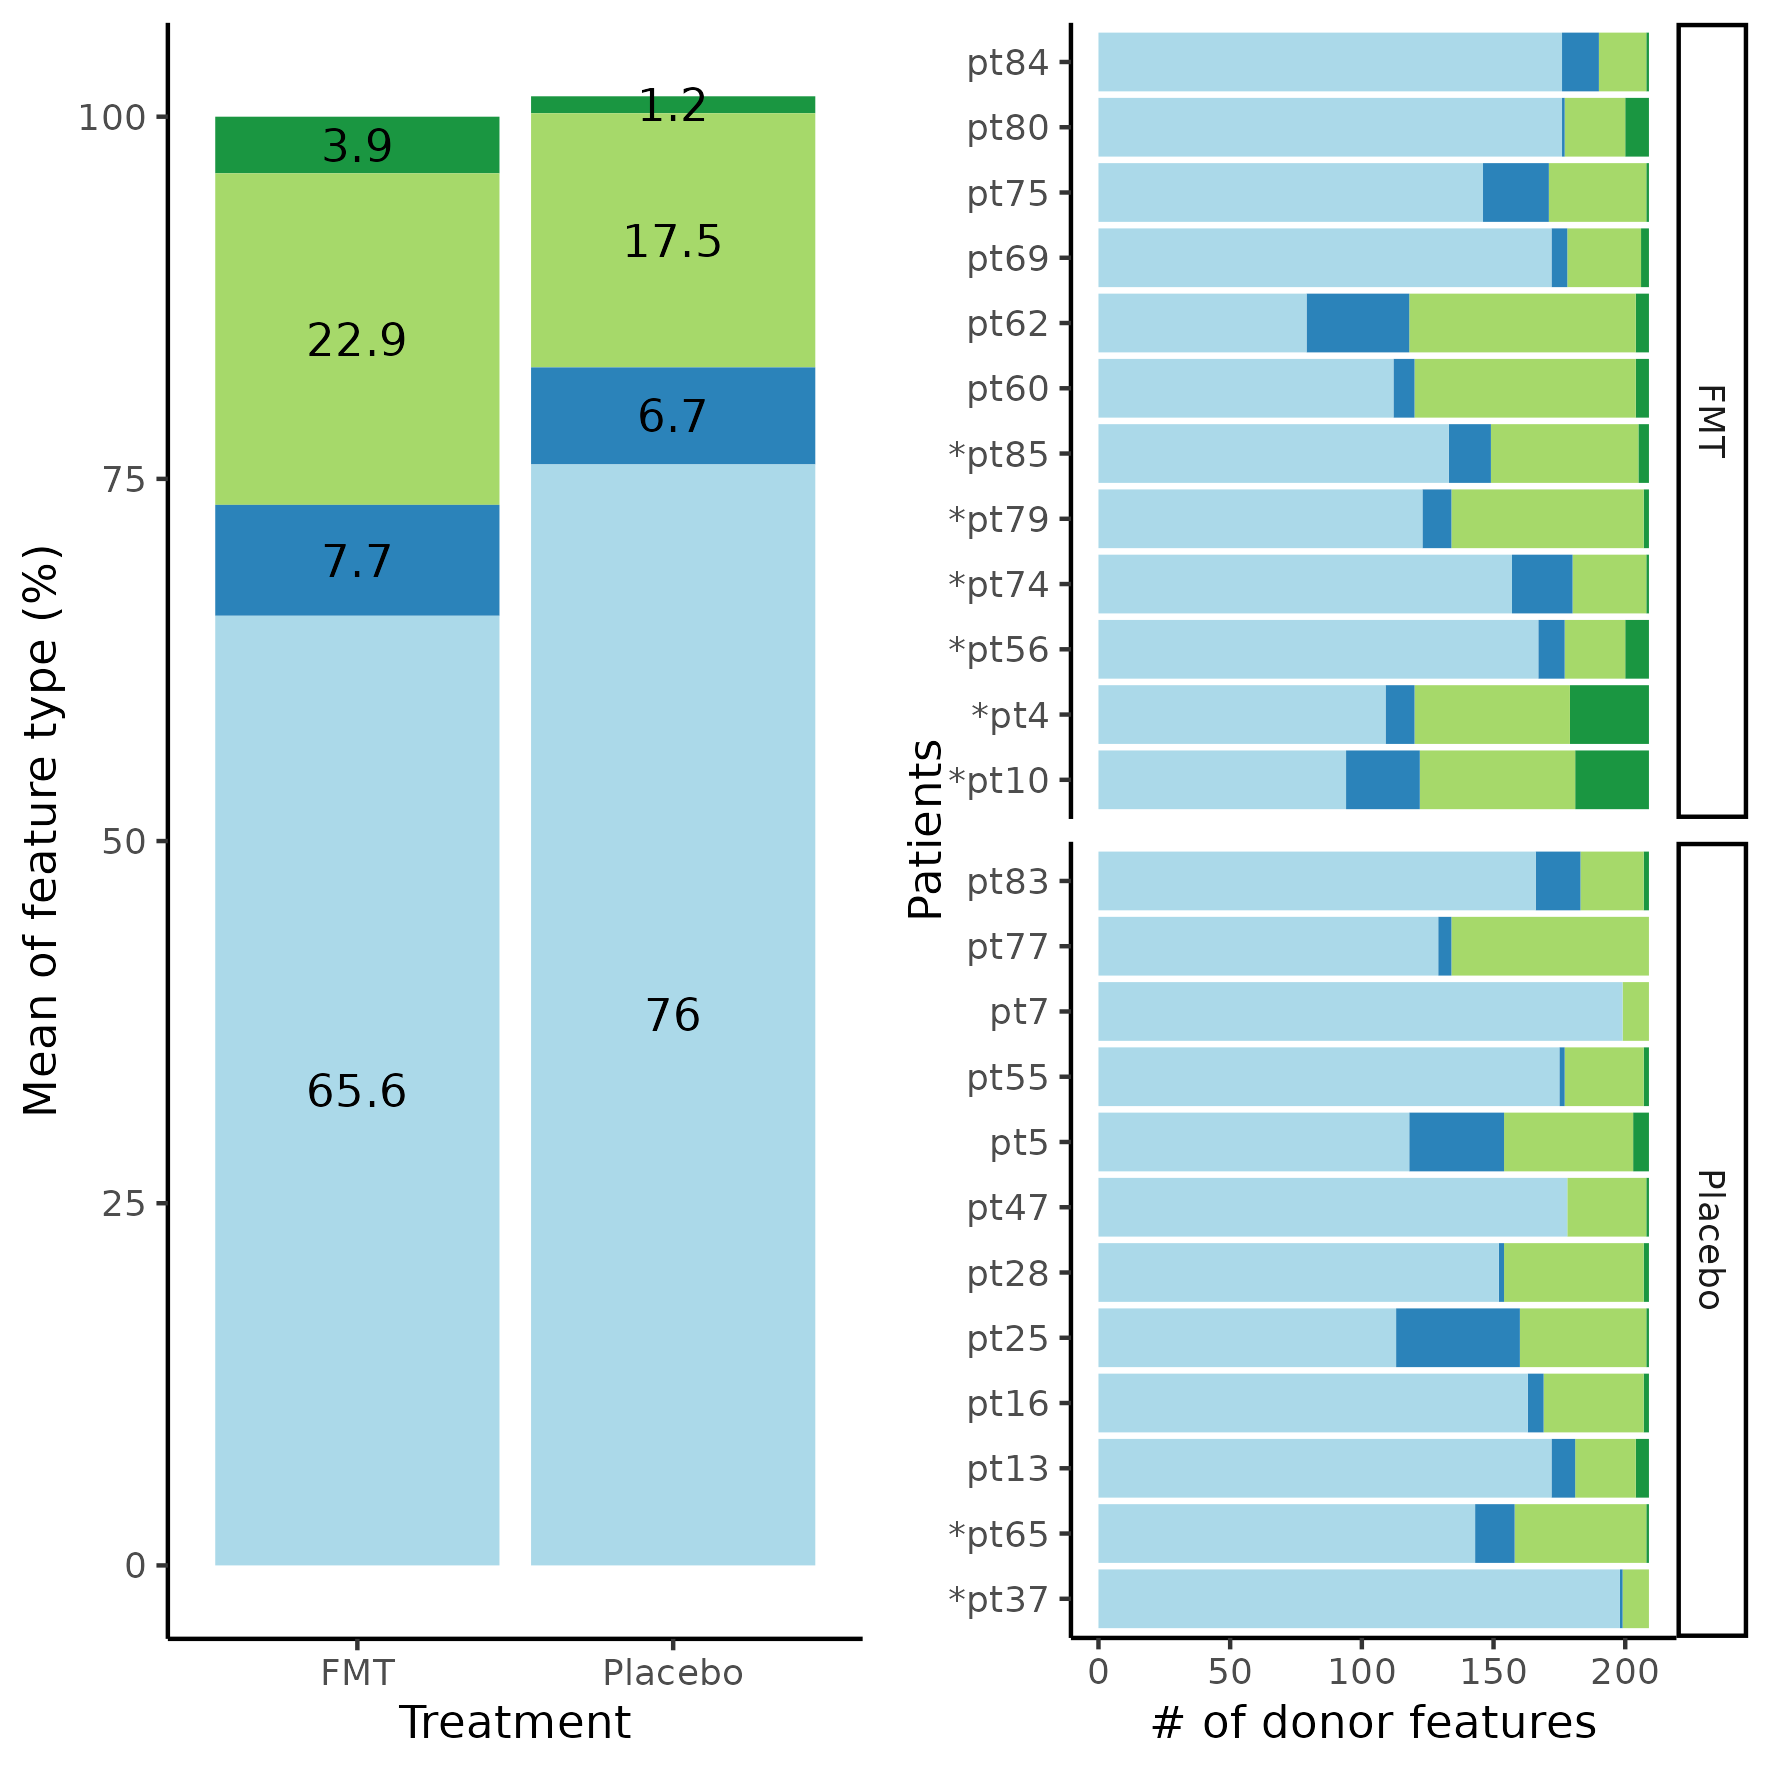 Mean of feature type (%)
100
75
50
25
0
3.9
22.9
7.7
65.6
1.2
17.5
6.7
76
FMT
Placebo
Treatment
Patients
pt84
pt80
pt75
pt69
pt62
pt60
*pt85
*pt79
*pt74
*pt56
*pt4
*pt10
FMT
pt83
pt77
pt7
pt55
pt5
pt47
pt28
pt25
pt16
pt13
*pt65
*pt37
Placebo
0
50
100
150
200
# of donor features